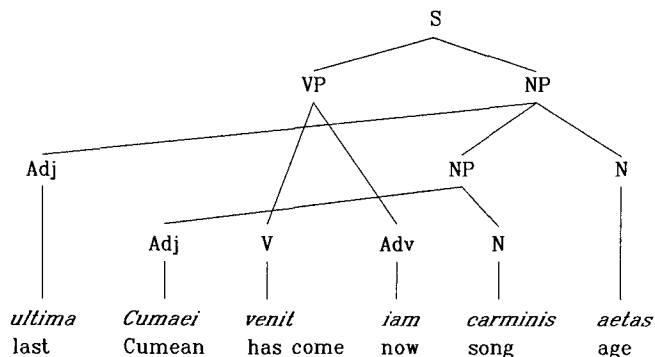 S
VP NP
Adj NP N
Adj V Adv N
ultima Cumaei venit iam carminis aetas
last Cumean has come now song age